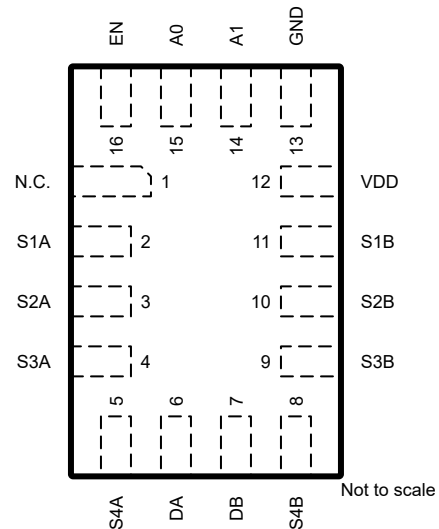 EN A0 A1 GND
16 15 14 13
N.C. 1 12 VDD
S1A 2 11 S1B
S2A 3 10 S2B
S3A 4 9 S3B
5 6 7 8
S4A DA DB S4B
Not to scale